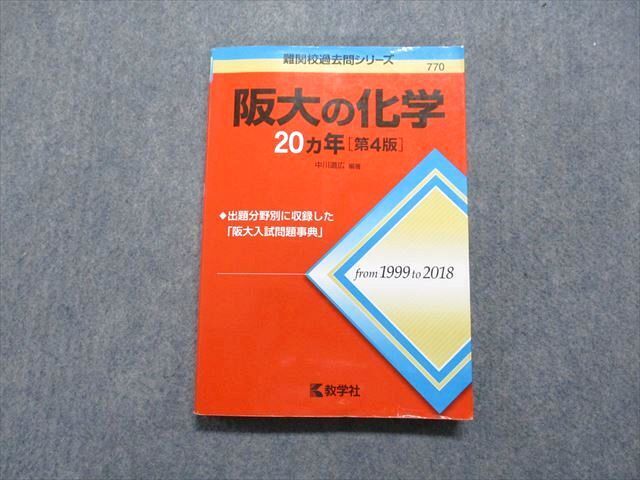 難関校過去問シリーズ
770
阪大の化学
20カ年[第4版]
中川道広 編著
◆出題分野別に収録した
「阪大入試問題事典」
from 1999 to 2018
教学社